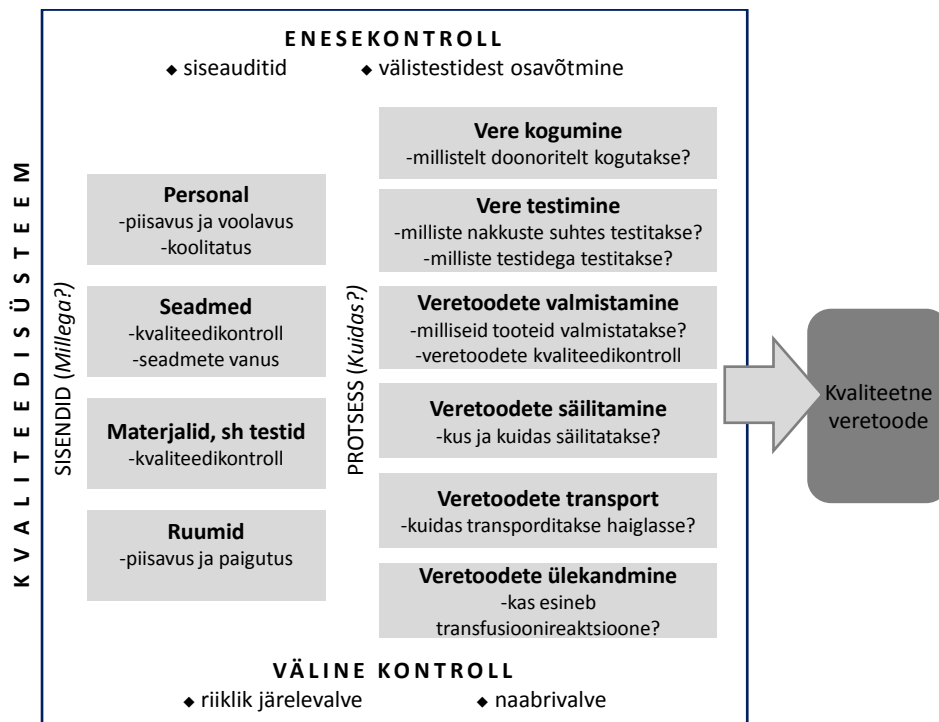 ENESEKONTROLL
◆ siseauditid ◆ välistestidest osavõtmine
KVALITEEDISÜSTEEM
SISENDID (Millega?)
Personal
-piisavus ja voolavus
-koolitatus
Seadmed
-kvaliteedikontroll
-seadmete vanus
Materjalid, sh testid
-kvaliteedikontroll
Ruumid
-piisavus ja paigutus
PROTSESS (Kuidas?)
Vere kogumine
-millistelt doonoritelt kogutakse?
Vere testimine
-milliste nakkuste suhtes testitakse?
-milliste testidega testitakse?
Veretoodete valmistamine
-milliseid tooteid valmistatakse?
-veretoodete kvaliteedikontroll
Veretoodete säilitamine
-kus ja kuidas säilitatakse?
Veretoodete transport
-kuidas transporditakse haiglasse?
Veretoodete ülekandmine
-kas esineb
transfusioonireaktsioone?
Kvaliteetne
veretoode
VÄLINE KONTROLL
◆ riiklik järelevalve ◆ naabrivalve